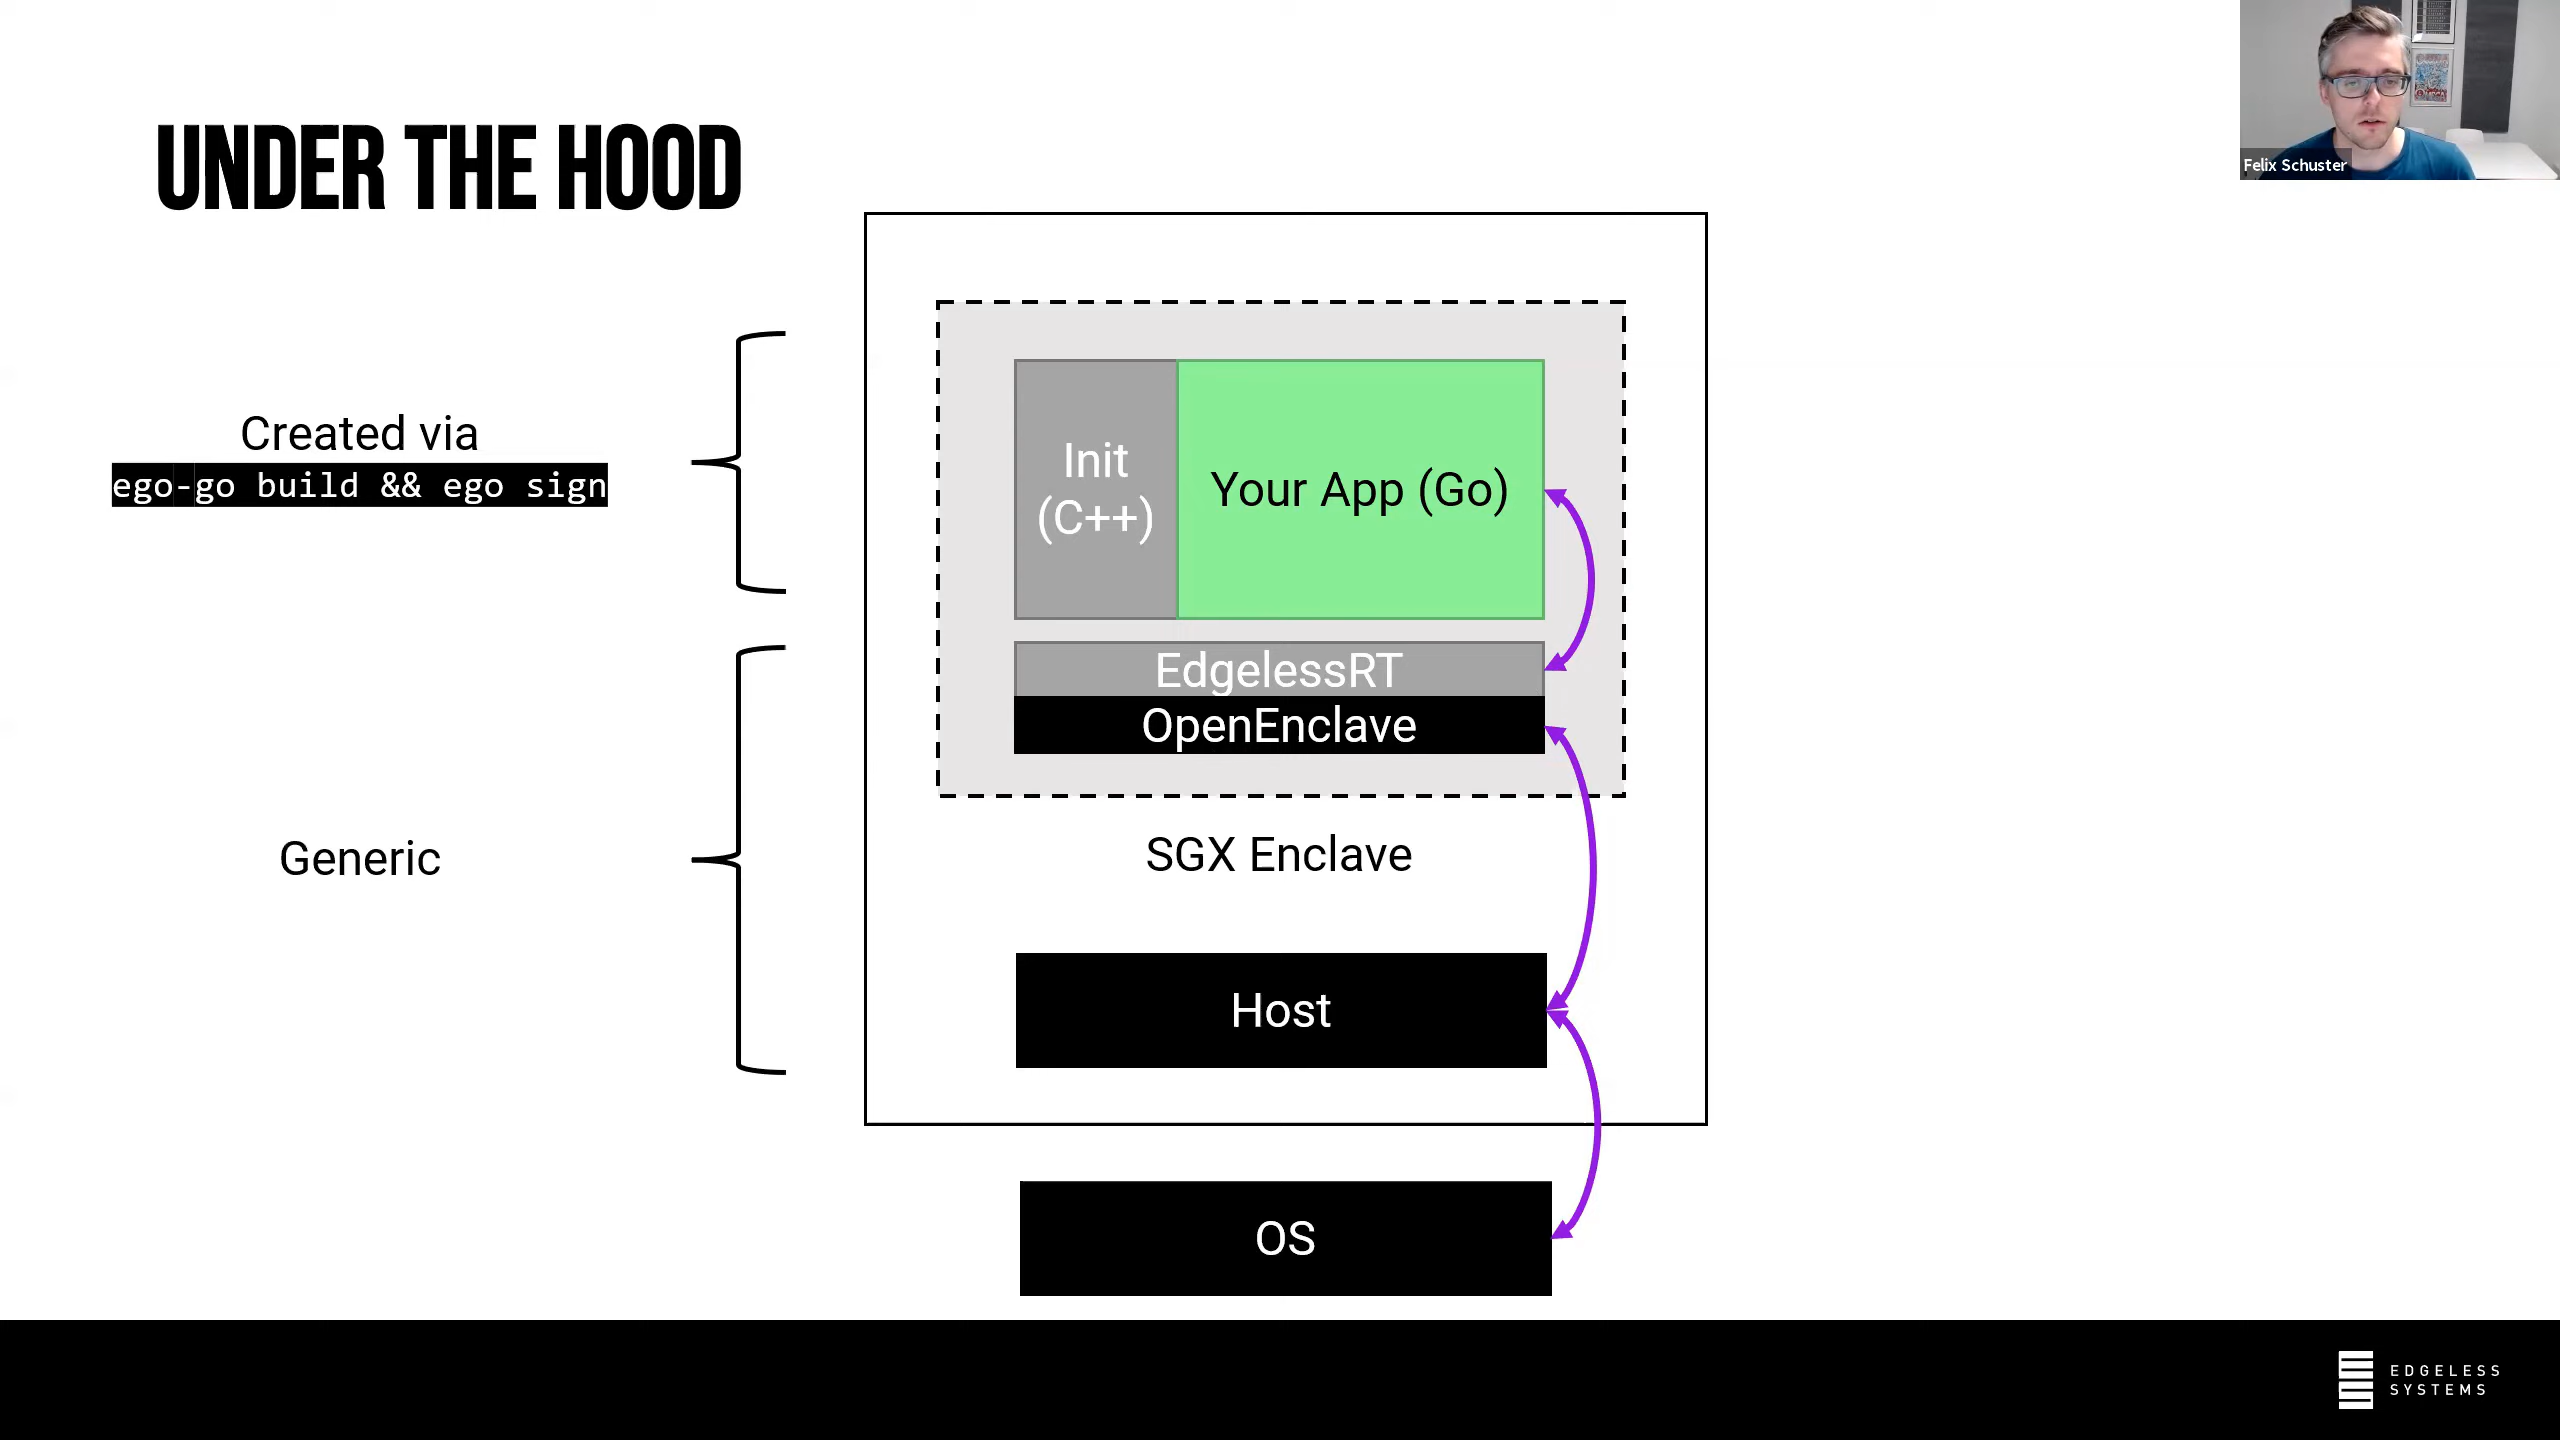 UNDER THE HOOD
Felix Schuster
Created via
ego-go build && ego sign
Generic
Init
(C++)
Your App (Go)
EdgelessRT
OpenEnclave
SGX Enclave
Host
OS
EDGELESS
SYSTEMS